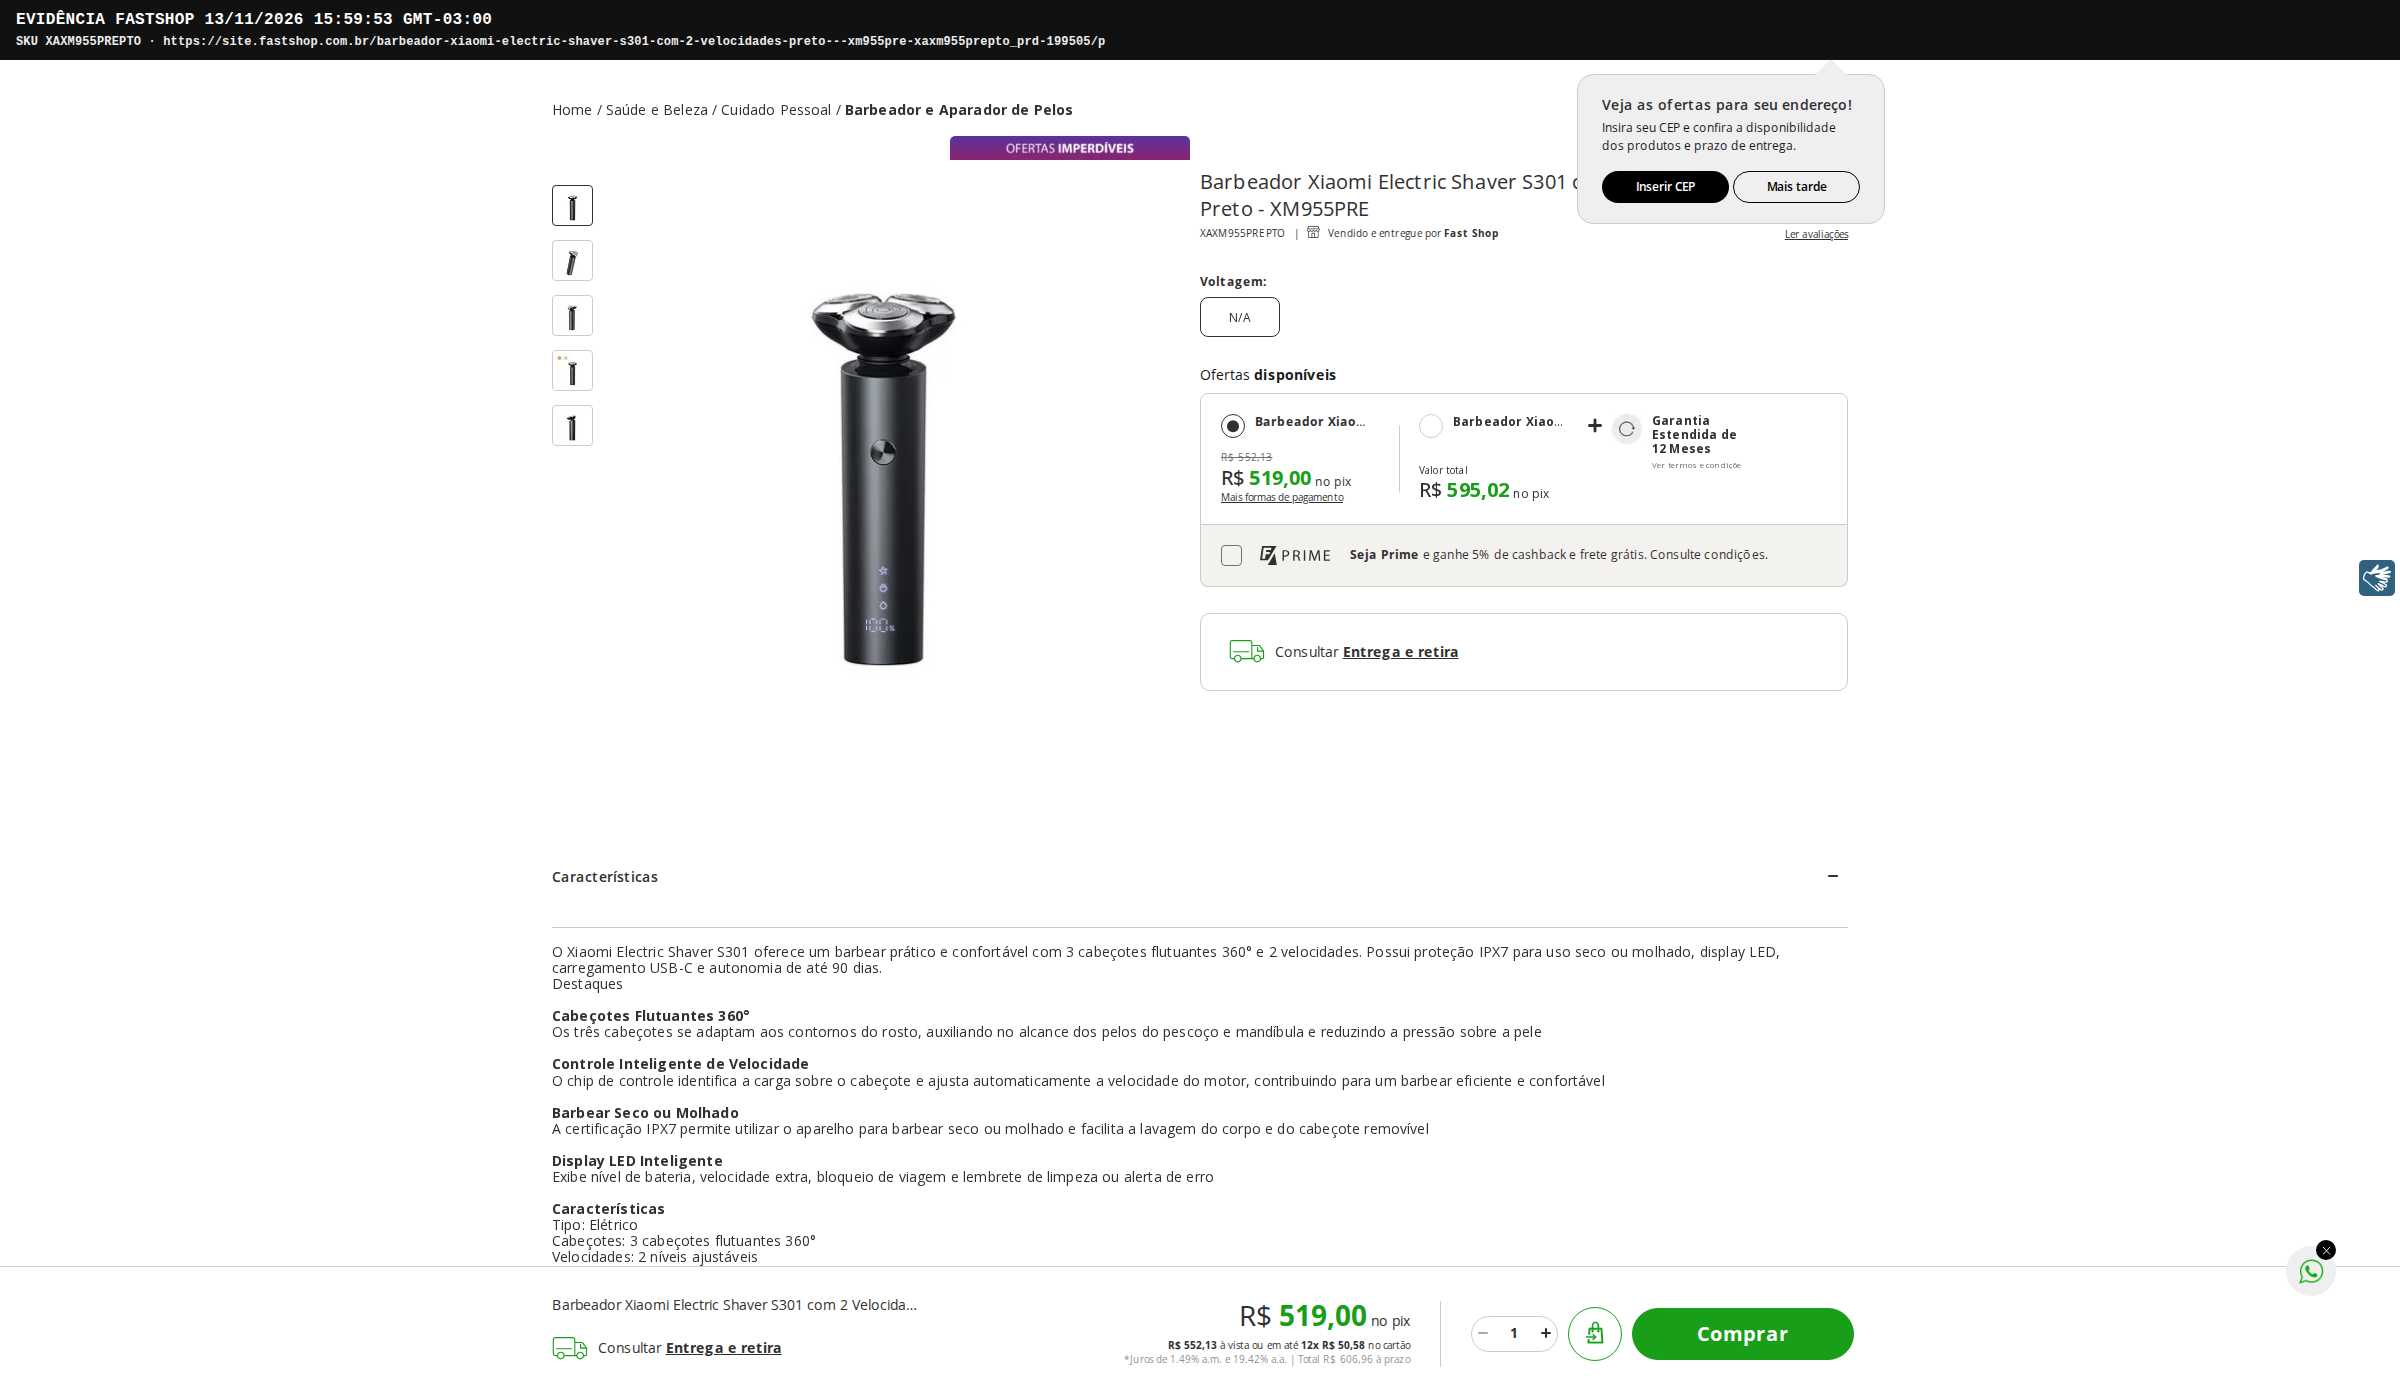 EVIDÊNCIA FASTSHOP 13/11/2026 15:59:53 GMT-03:00
SKU XAXM955PREPTO · https://site.fastshop.com.br/barbeador-xiaomi-electric-shaver-s301-com-2-velocidades-preto---xm955pre-xaxm955prepto_prd-199505/p
Veja as ofertas para seu endereço!
Insira seu CEP e confira a disponibilidade
dos produtos e prazo de entrega.
Inserir CEP
Mais tarde
Home / Saúde e Beleza / Cuidado Pessoal / Barbeador e Aparador de Pelos
OFERTAS IMPERDÍVEIS
Barbeador Xiaomi Electric Shaver S301
Preto - XM955PRE
XAXM955PREPTO | Vendido e entregue por Fast Shop
Ler avaliações
Voltagem:
N/A
Ofertas disponíveis
Barbeador Xiao...
R$ 552,13
R$ 519,00 no pix
Mais formas de pagamento
Barbeador Xiao...
Valor total
R$ 595,02 no pix
+
Garantia
Estendida de
12 Meses
Ver termos e condiçõe
PRIME
Seja Prime e ganhe 5% de cashback e frete grátis. Consulte condições.
Consultar Entrega e retira
100%
Características
O Xiaomi Electric Shaver S301 oferece um barbear prático e confortável com 3 cabeçotes flutuantes 360° e 2 velocidades. Possui proteção IPX7 para uso seco ou molhado, display LED,
carregamento USB-C e autonomia de até 90 dias.
Destaques
Cabeçotes Flutuantes 360°
Os três cabeçotes se adaptam aos contornos do rosto, auxiliando no alcance dos pelos do pescoço e mandíbula e reduzindo a pressão sobre a pele
Controle Inteligente de Velocidade
O chip de controle identifica a carga sobre o cabeçote e ajusta automaticamente a velocidade do motor, contribuindo para um barbear eficiente e confortável
Barbear Seco ou Molhado
A certificação IPX7 permite utilizar o aparelho para barbear seco ou molhado e facilita a lavagem do corpo e do cabeçote removível
Display LED Inteligente
Exibe nível de bateria, velocidade extra, bloqueio de viagem e lembrete de limpeza ou alerta de erro
Características
Tipo: Elétrico
Cabeçotes: 3 cabeçotes flutuantes 360°
Velocidades: 2 níveis ajustáveis
Barbeador Xiaomi Electric Shaver S301 com 2 Velocida...
Consultar Entrega e retira
R$ 519,00 no pix
R$ 552,13 à vista ou em até 12x R$ 50,58 no cartão
*Juros de 1.49% a.m. e 19.42% a.a. | Total R$ 606,96 à prazo
− 1 +
Comprar